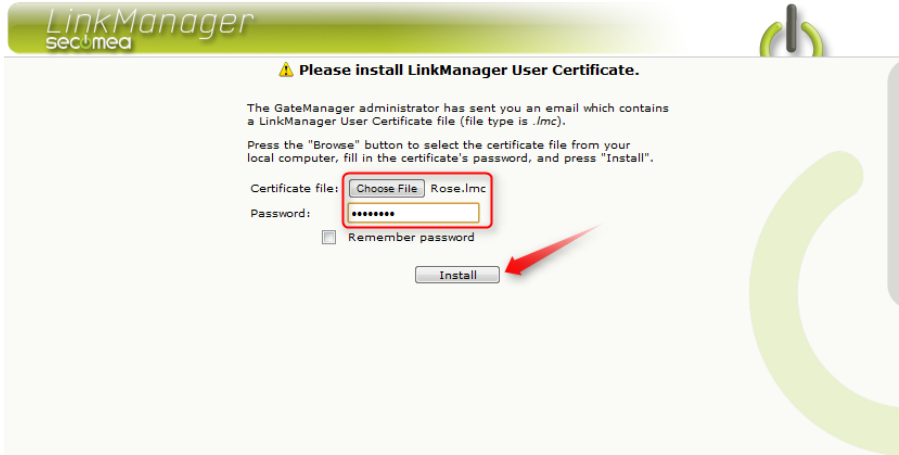 LinkManager
secomea
Please install LinkManager User Certificate.
The GateManager administrator has sent you an email which contains
a LinkManager User Certificate file (file type is .lmc).
Press the "Browse" button to select the certificate file from your
local computer, fill in the certificate's password, and press "Install".
Certificate file: Choose File Rose.lmc
Password: ••••••••
Remember password
Install